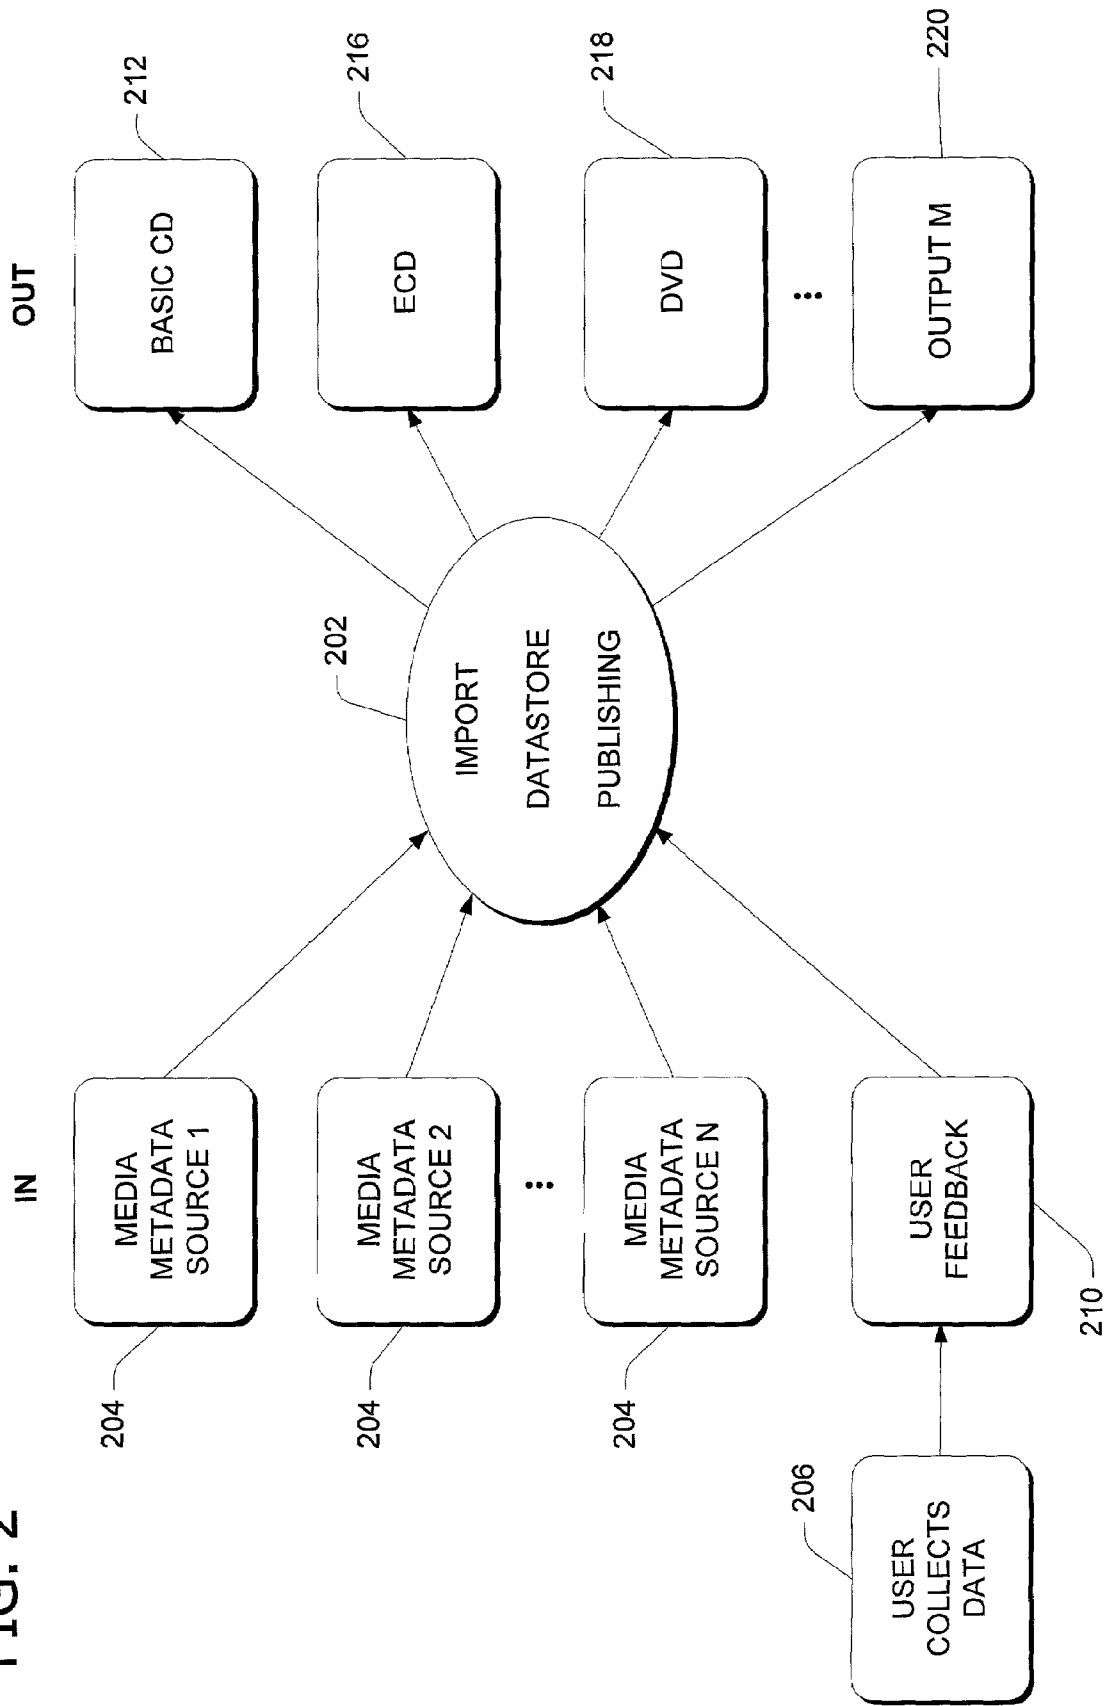 FIG. 2
IN
OUT
MEDIA
METADATA
SOURCE 1
204
MEDIA
METADATA
SOURCE 2
204
MEDIA
METADATA
SOURCE N
204
USER
COLLECTS
DATA
206
USER
FEEDBACK
210
IMPORT
DATASTORE
PUBLISHING
202
BASIC CD
212
ECD
216
DVD
218
OUTPUT M
220